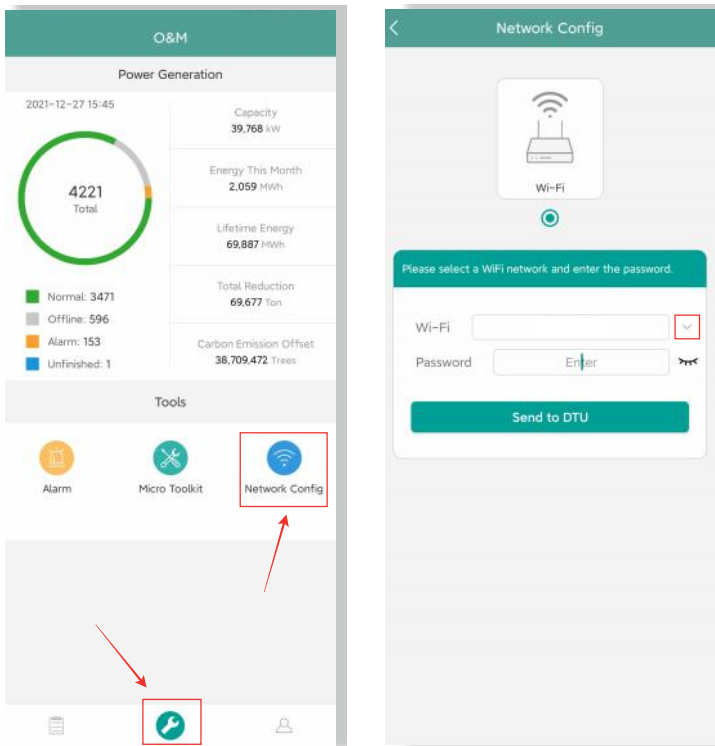 O&M
Power Generation
2021-12-27 15:45
4221
Total
Normal: 3471
Offline: 596
Alarm: 153
Unfinished: 1
Capacity
39,768 kW
Energy This Month
2,059 MWh
Lifetime Energy
69,887 MWh
Total Reduction
69,677 Ton
Carbon Emission Offset
38,709,472 Trees
Tools
Alarm
Micro Toolkit
Network Config
Network Config
Wi-Fi
Please select a WiFi network and enter the password.
Wi-Fi
Password
Enter
Send to DTU